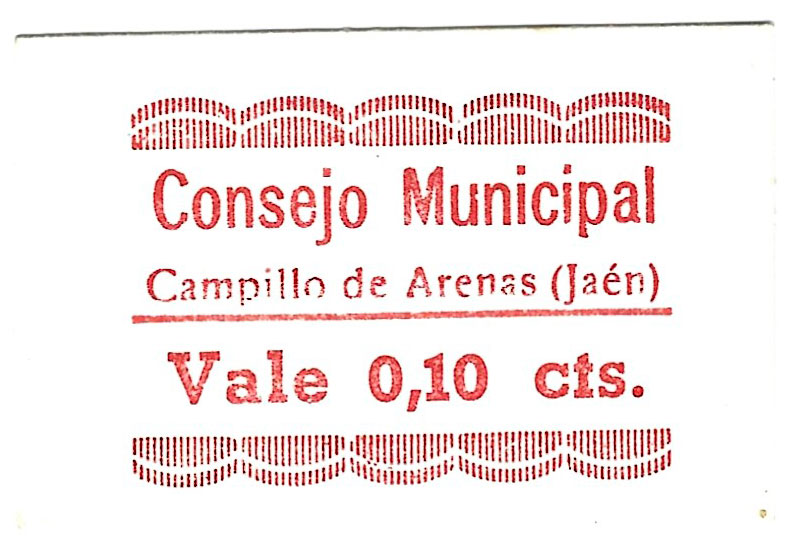 Consejo Municipal
Campillo de Arenas (Jaén)
Vale 0,10 cts.